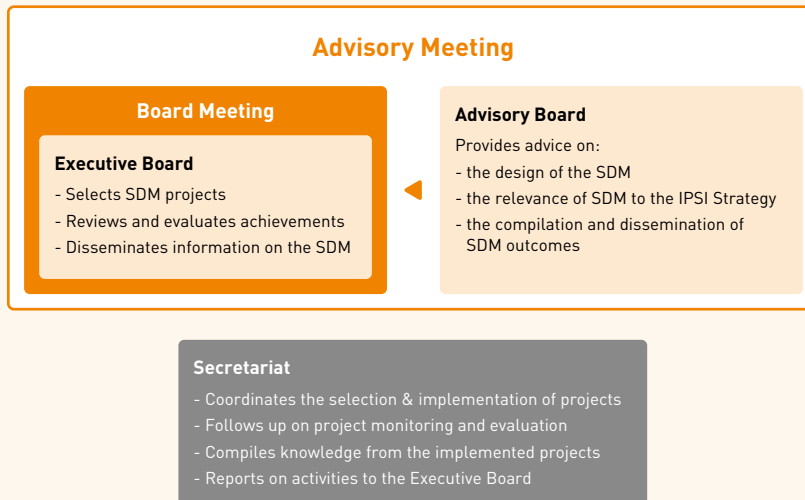 Advisory Meeting
Board Meeting
Executive Board
- Selects SDM projects
- Reviews and evaluates achievements
- Disseminates information on the SDM
Advisory Board
Provides advice on:
- the design of the SDM
- the relevance of SDM to the IPSI Strategy
- the compilation and dissemination of
SDM outcomes
Secretariat
- Coordinates the selection & implementation of projects
- Follows up on project monitoring and evaluation
- Compiles knowledge from the implemented projects
- Reports on activities to the Executive Board